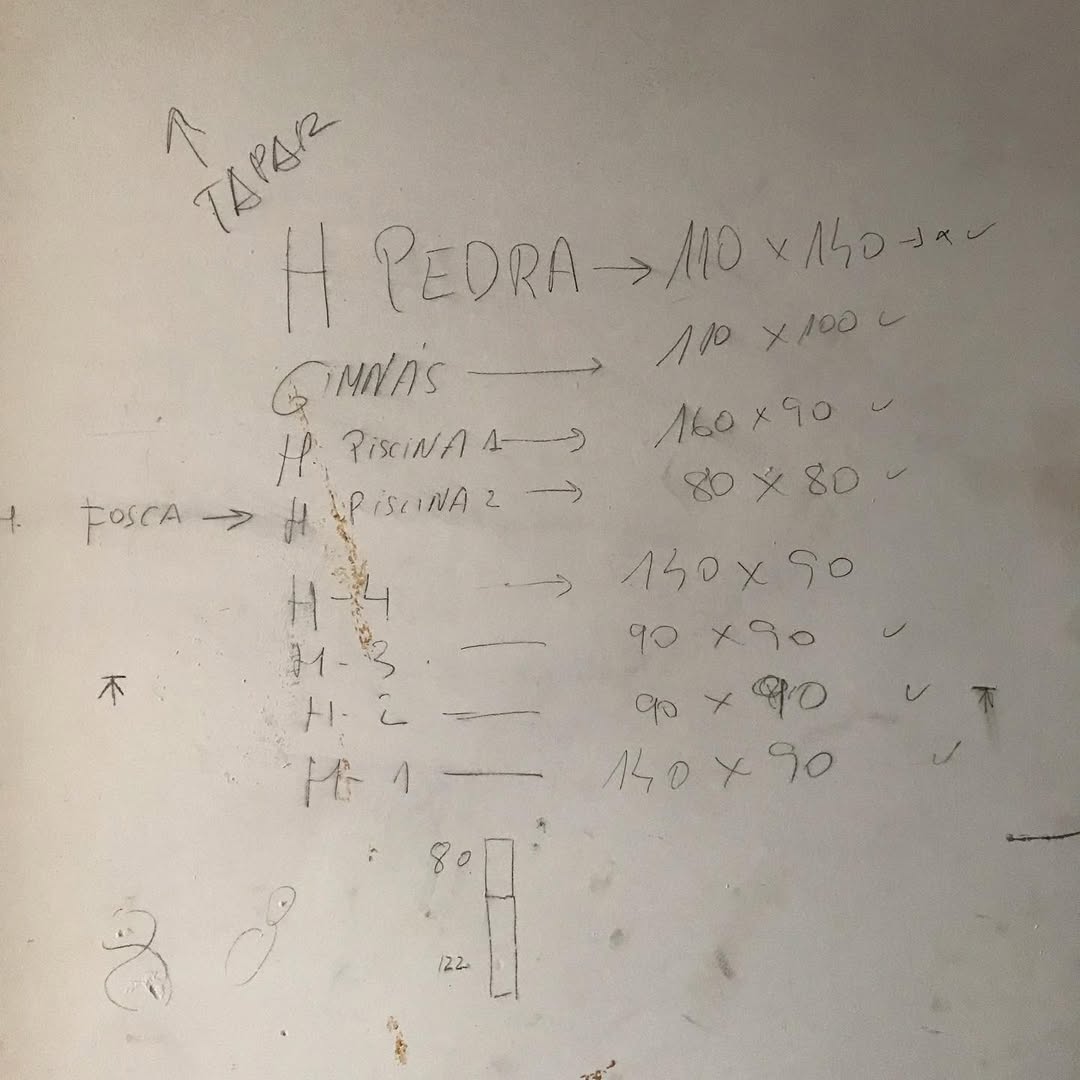 TAPAR
H PEDRA → 110 x 140 → x ✓
GIMNÀS → 110 x 100 ✓
H PisciNA 1 → 160 x 90 ✓
H PisciNA 2 → 80 x 80 ✓
H. FOSCA →
H-4 → 140 x 90
H-3 — 90 x 90 ✓
H-2 — 90 x 90 ✓
H-1 — 140 x 90 ✓
80
122